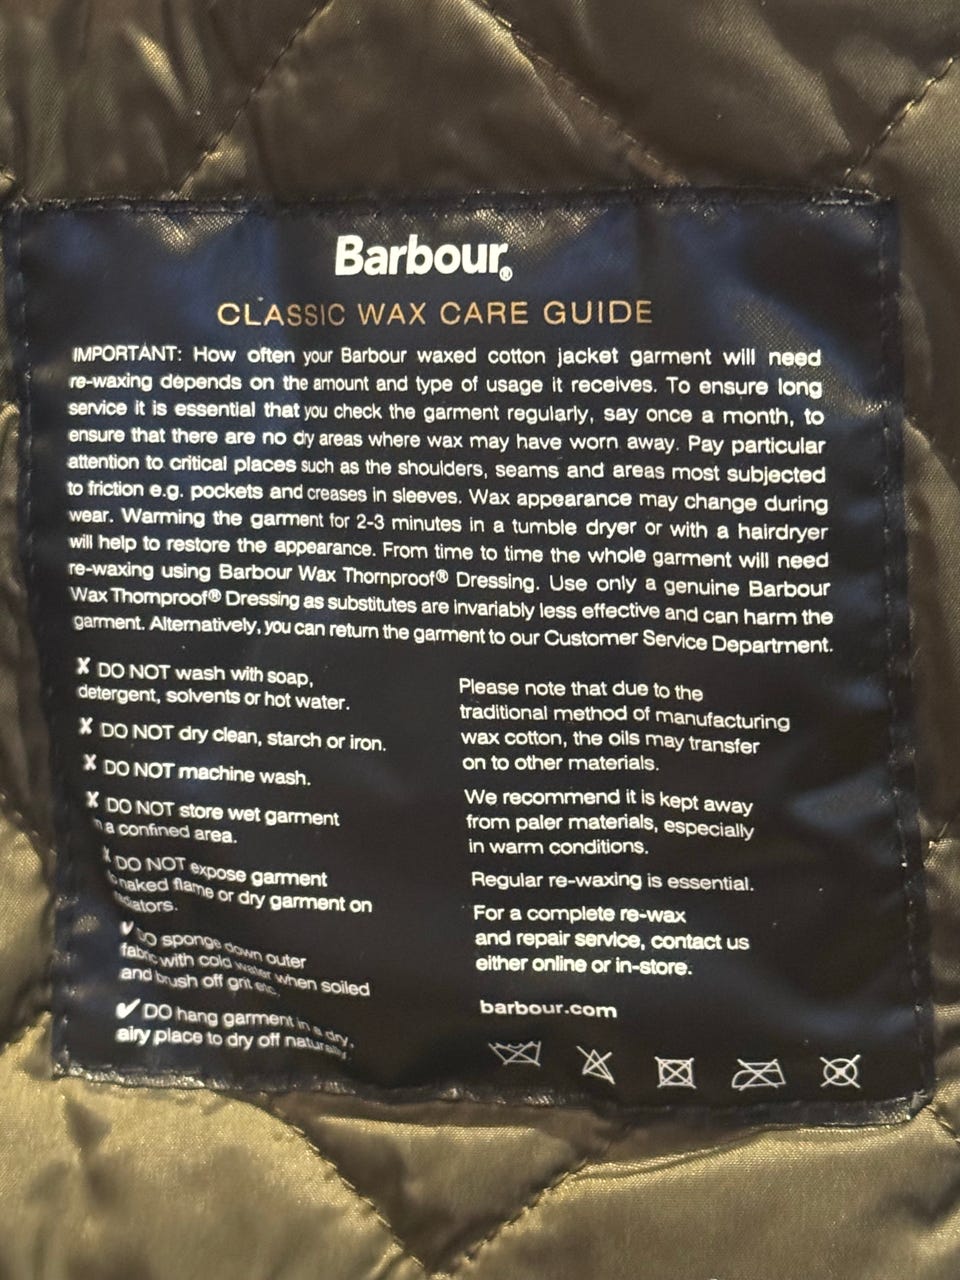 Barbour®
CLASSIC WAX CARE GUIDE
IMPORTANT: How often your Barbour waxed cotton jacket garment will need
re-waxing depends on the amount and type of usage it receives. To ensure long
service it is essential that you check the garment regularly, say once a month, to
ensure that there are no dry areas where wax may have worn away. Pay particular
attention to critical places such as the shoulders, seams and areas most subjected
to friction e.g. pockets and creases in sleeves. Wax appearance may change during
wear. Warming the garment for 2-3 minutes in a tumble dryer or with a hairdryer
will help to restore the appearance. From time to time the whole garment will need
re-waxing using Barbour Wax Thornproof® Dressing. Use only a genuine Barbour
Wax Thornproof® Dressing as substitutes are invariably less effective and can harm the
garment. Alternatively, you can return the garment to our Customer Service Department.
✗ DO NOT wash with soap,
detergent, solvents or hot water.
✗ DO NOT dry clean, starch or iron.
✗ DO NOT machine wash.
✗ DO NOT store wet garment
in a confined area.
✗ DO NOT expose garment
to naked flame or dry garment on
radiators.
✓ DO sponge down outer
fabric with cold water when soiled
and brush off grit etc.
✓ DO hang garment in a dry,
airy place to dry off naturally.
Please note that due to the
traditional method of manufacturing
wax cotton, the oils may transfer
on to other materials.
We recommend it is kept away
from paler materials, especially
in warm conditions.
Regular re-waxing is essential.
For a complete re-wax
and repair service, contact us
either online or in-store.
barbour.com